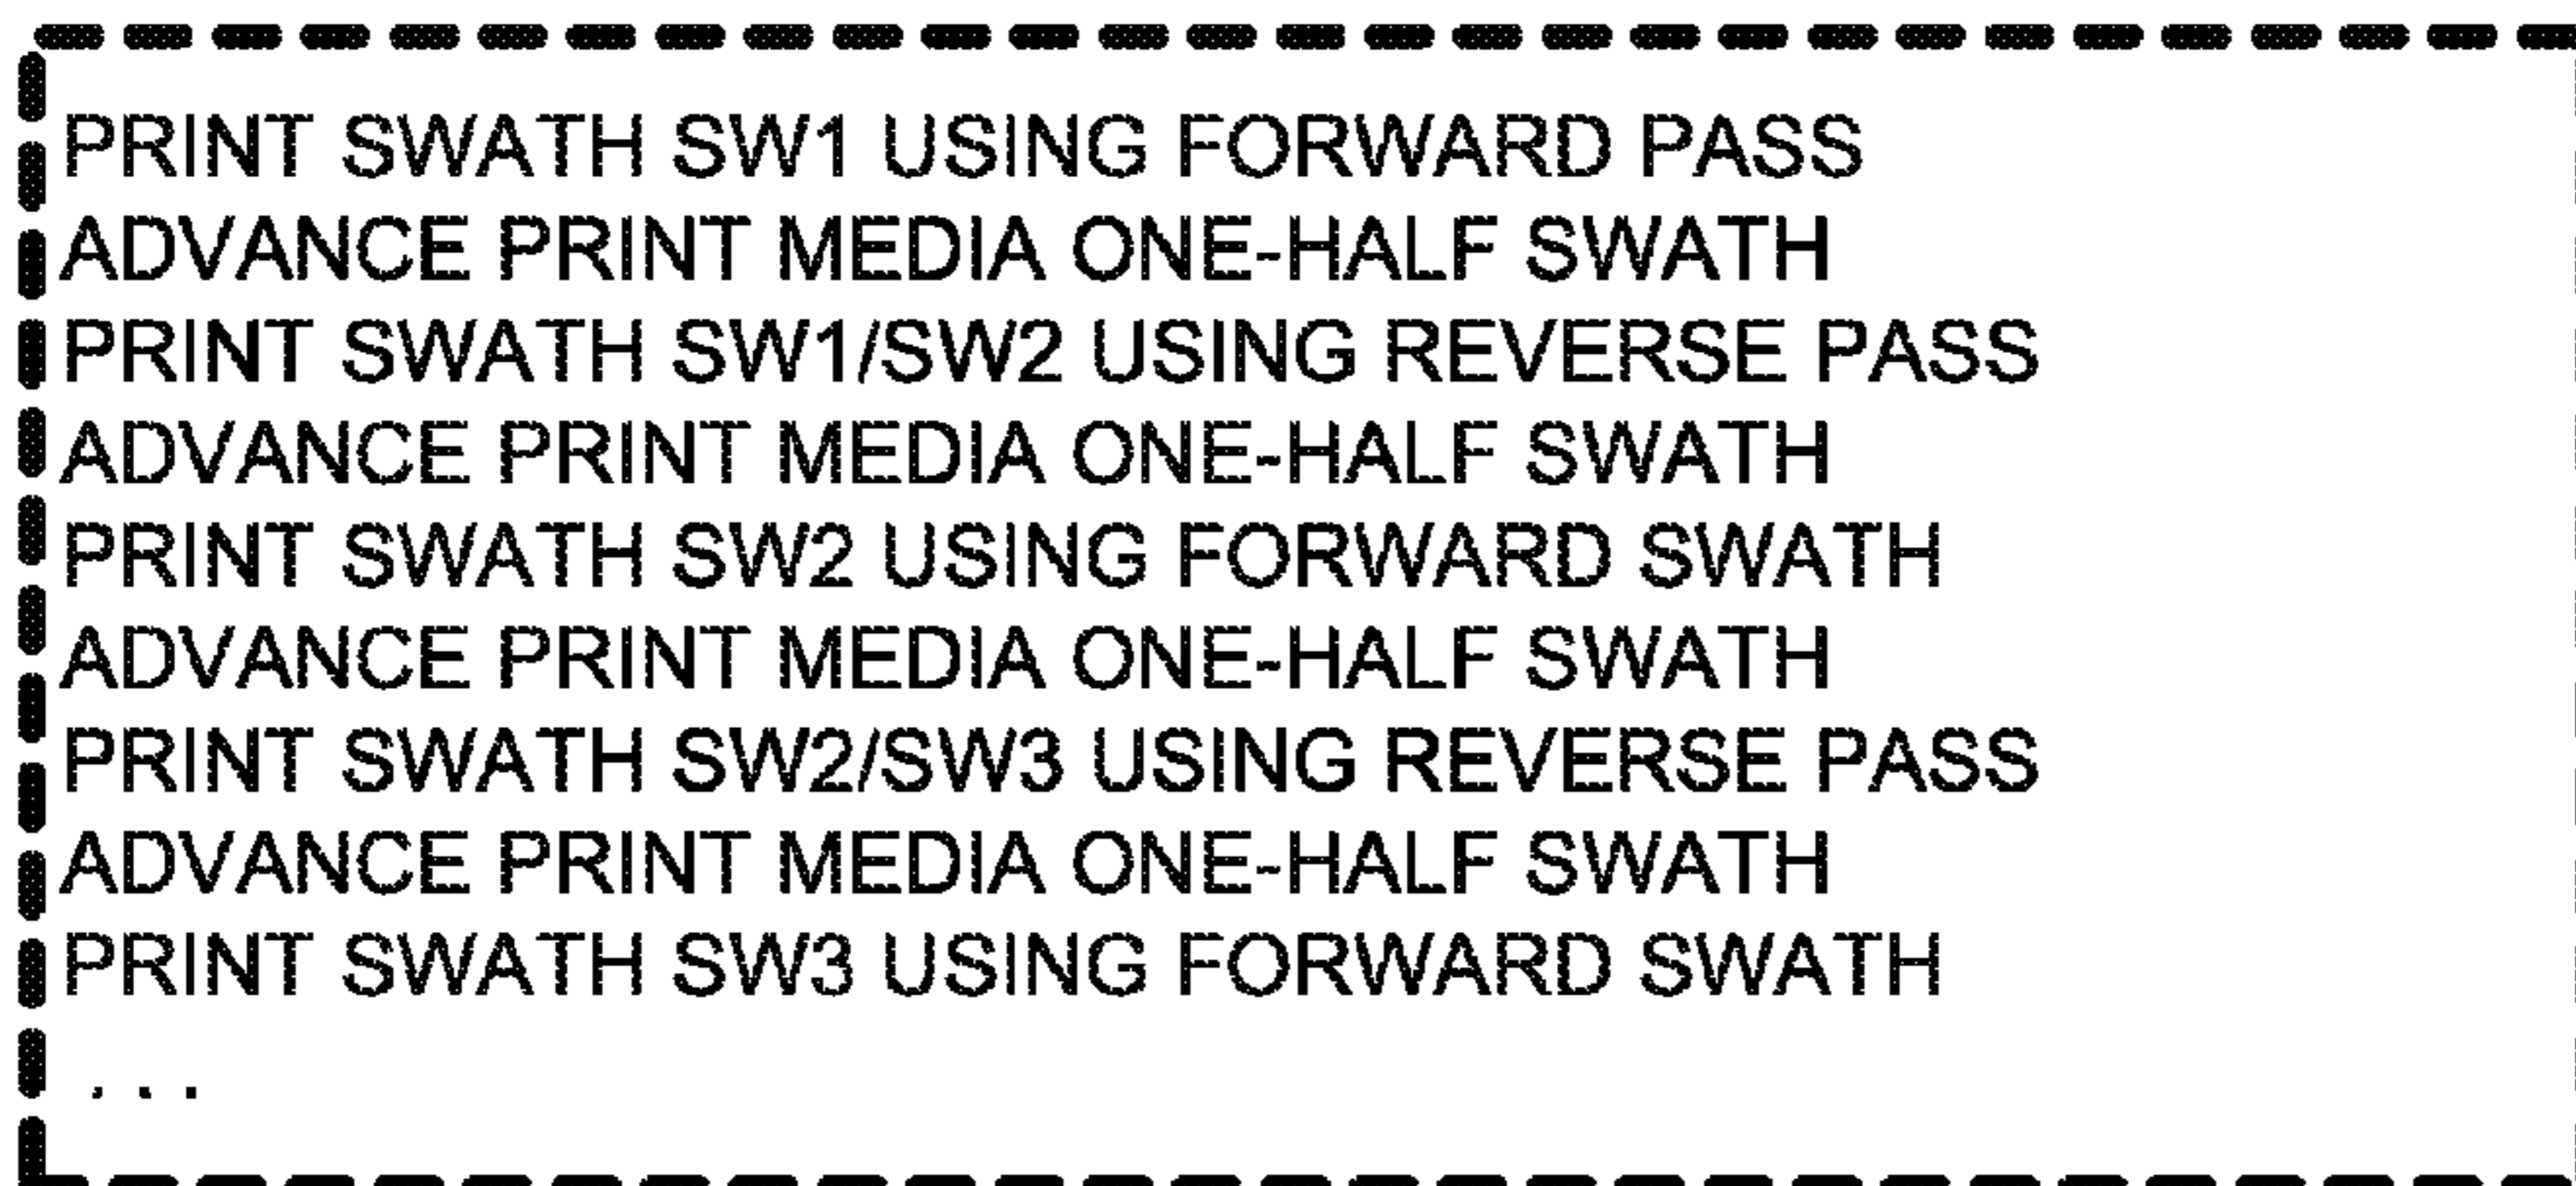 PRINT SWATH SW1 USING FORWARD PASS
ADVANCE PRINT MEDIA ONE-HALF SWATH
PRINT SWATH SW1/SW2 USING REVERSE PASS
ADVANCE PRINT MEDIA ONE-HALF SWATH
PRINT SWATH SW2 USING FORWARD SWATH
ADVANCE PRINT MEDIA ONE-HALF SWATH
PRINT SWATH SW2/SW3 USING REVERSE PASS
ADVANCE PRINT MEDIA ONE-HALF SWATH
PRINT SWATH SW3 USING FORWARD SWATH
. . .